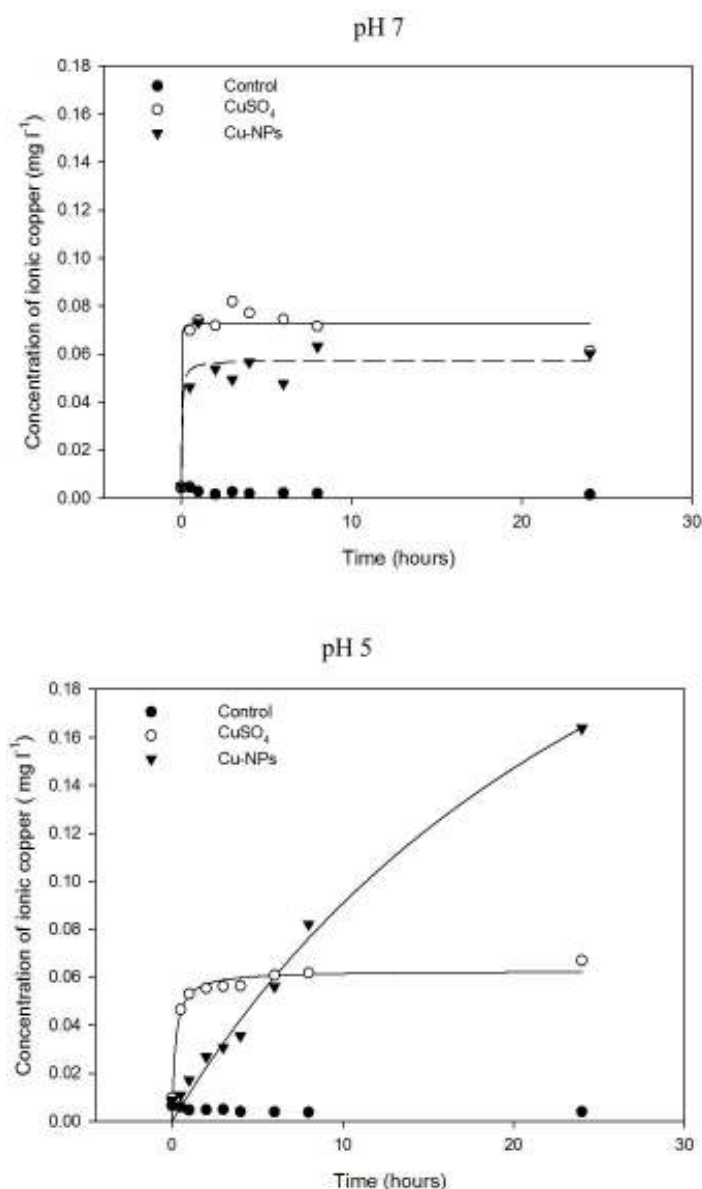 pH 7
0.18
0.16
0.14
0.12
0.10
0.08
0.06
0.04
0.02
0.00
Concentration of ionic copper (mg l⁻¹)
Control
CuSO₄
Cu-NPs
0 10 20 30
Time (hours)
pH 5
0.18
0.16
0.14
0.12
0.10
0.08
0.06
0.04
0.02
0.00
Concentration of ionic copper ( mg l⁻¹)
Control
CuSO₄
Cu-NPs
0 10 20 30
Time (hours)